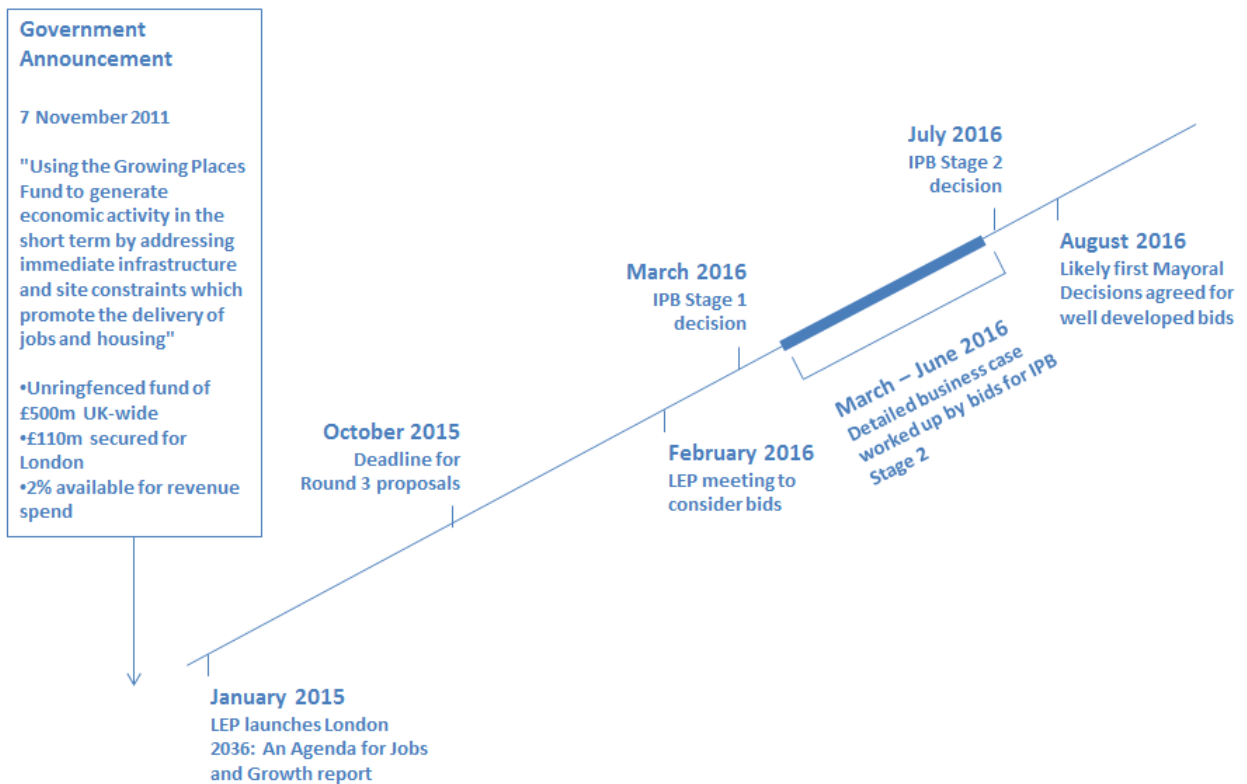 Government
Announcement
7 November 2011
"Using the Growing Places
Fund to generate
economic activity in the
short term by addressing
immediate infrastructure
and site constraints which
promote the delivery of
jobs and housing"
•Unringfenced fund of
£500m UK-wide
•£110m secured for
London
•2% available for revenue
spend
January 2015
LEP launches London
2036: An Agenda for Jobs
and Growth report
October 2015
Deadline for
Round 3 proposals
February 2016
LEP meeting to
consider bids
March 2016
IPB Stage 1
decision
March – June 2016
Detailed business case
worked up by bids for IPB
Stage 2
July 2016
IPB Stage 2
decision
August 2016
Likely first Mayoral
Decisions agreed for
well developed bids